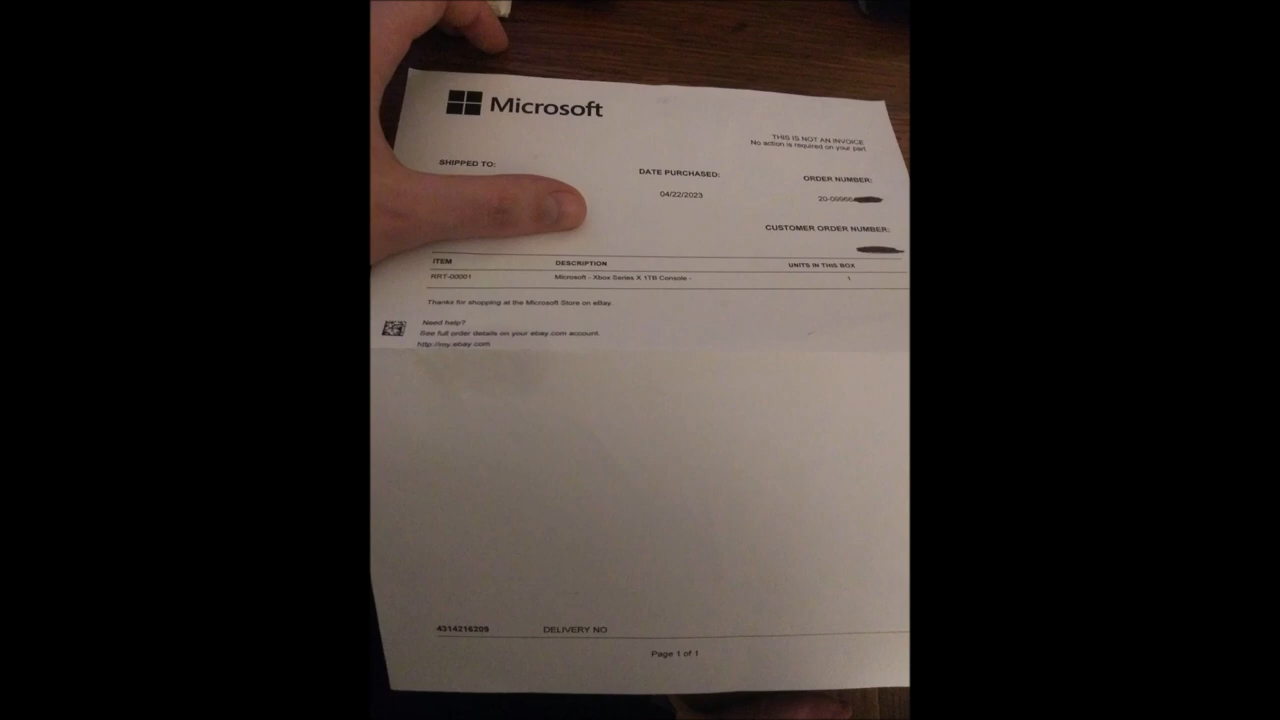 Microsoft
THIS IS NOT AN INVOICE
No action is required on your part
SHIPPED TO:
DATE PURCHASED:
04/22/2023
ORDER NUMBER:
20-09966
CUSTOMER ORDER NUMBER:
ITEM DESCRIPTION UNITS IN THIS BOX
RRT-00001 Microsoft - Xbox Series X 1TB Console - 1
Thanks for shopping at the Microsoft Store on eBay.
Need help?
See full order details on your ebay.com account.
http://my.ebay.com
4314216209 DELIVERY NO
Page 1 of 1